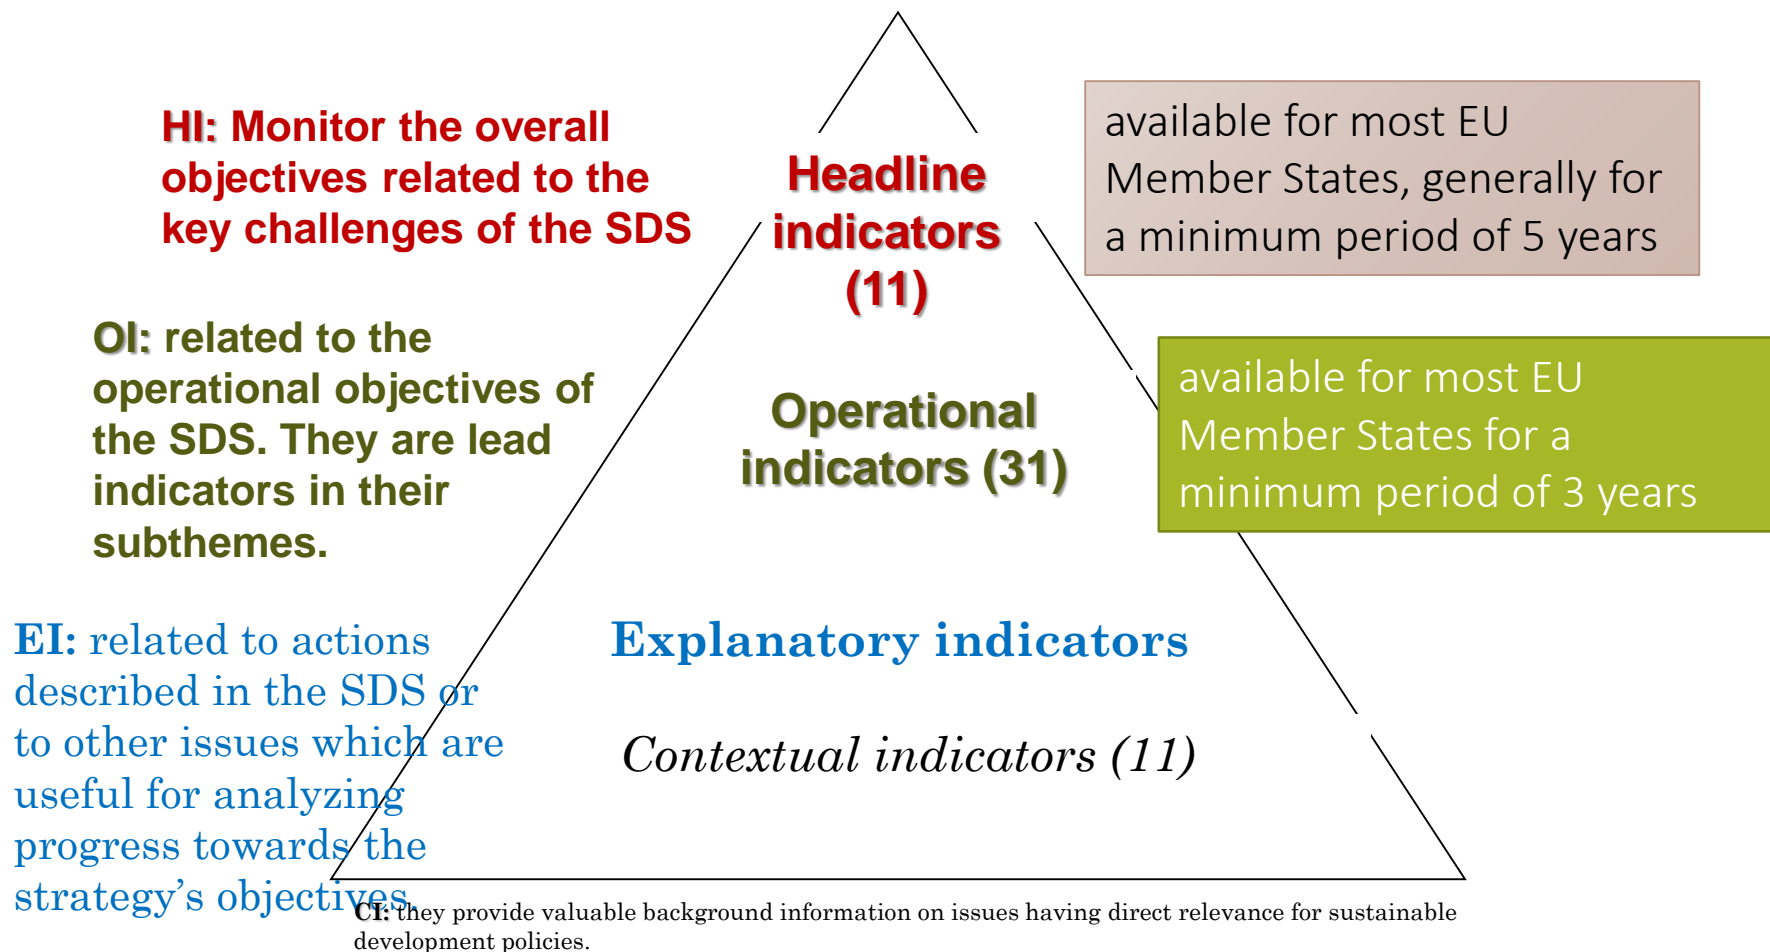 HI: Monitor the overall
objectives related to the
key challenges of the SDS
Headline
indicators
(11)
available for most EU
Member States, generally for
a minimum period of 5 years
OI: related to the
operational objectives of
the SDS. They are lead
indicators in their
subthemes.
Operational
indicators (31)
available for most EU
Member States for a
minimum period of 3 years
EI: related to actions
described in the SDS or
to other issues which are
useful for analyzing
progress towards the
strategy’s objectives.
Explanatory indicators
Contextual indicators (11)
CI: they provide valuable background information on issues having direct relevance for sustainable
development policies.